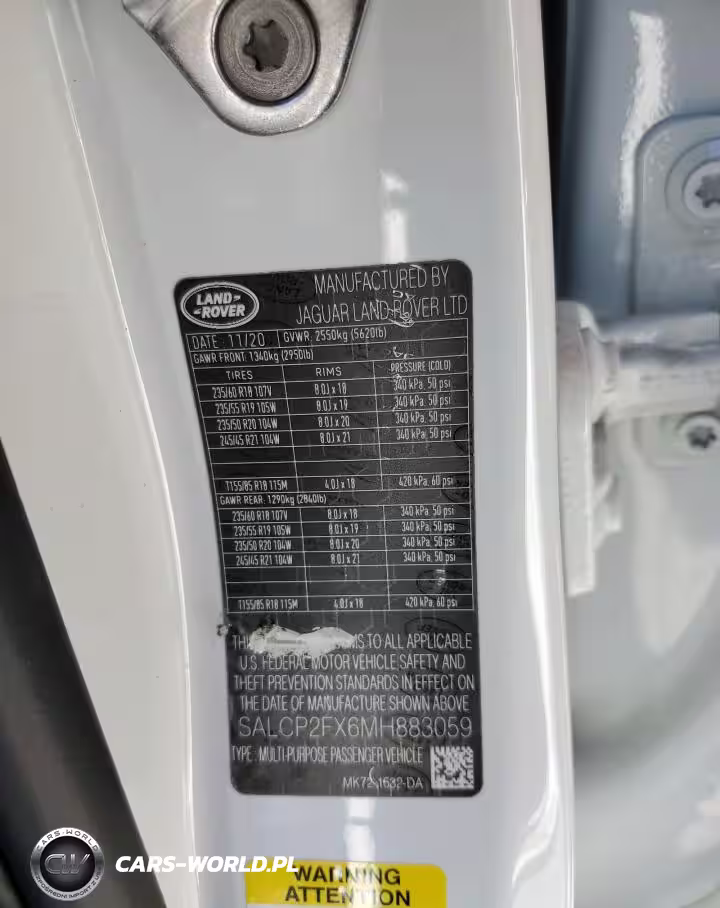 LAND ROVER
MANUFACTURED BY
JAGUAR LAND ROVER LTD
DATE: 11/20 GVWR: 2550kg (5620lb)
GAWR FRONT: 1340kg (2950lb)
TIRES RIMS PRESSURE (COLD)
235/60 R18 107V 8.0J x 18 340 kPa, 50 psi
235/55 R19 105W 8.0J x 19 340 kPa, 50 psi
235/50 R20 104W 8.0J x 20 340 kPa, 50 psi
245/45 R21 104W 8.0J x 21 340 kPa, 50 psi
T155/85 R18 115M 4.0J x 18 420 kPa, 60 psi
GAWR REAR: 1290kg (2840lb)
235/60 R18 107V 8.0J x 18 340 kPa, 50 psi
235/55 R19 105W 8.0J x 19 340 kPa, 50 psi
235/50 R20 104W 8.0J x 20 340 kPa, 50 psi
245/45 R21 104W 8.0J x 21 340 kPa, 50 psi
T155/85 R18 115M 4.0J x 18 420 kPa, 60 psi
TO ALL APPLICABLE
U.S. FEDERAL MOTOR VEHICLE SAFETY AND
THEFT PREVENTION STANDARDS IN EFFECT ON
THE DATE OF MANUFACTURE SHOWN ABOVE
SALCP2FX6MH883059
TYPE: MULTI-PURPOSE PASSENGER VEHICLE
MK72-1532-DA
WARNING
ATTENTION
CARS-WORLD
CW
CARS-WORLD.PL